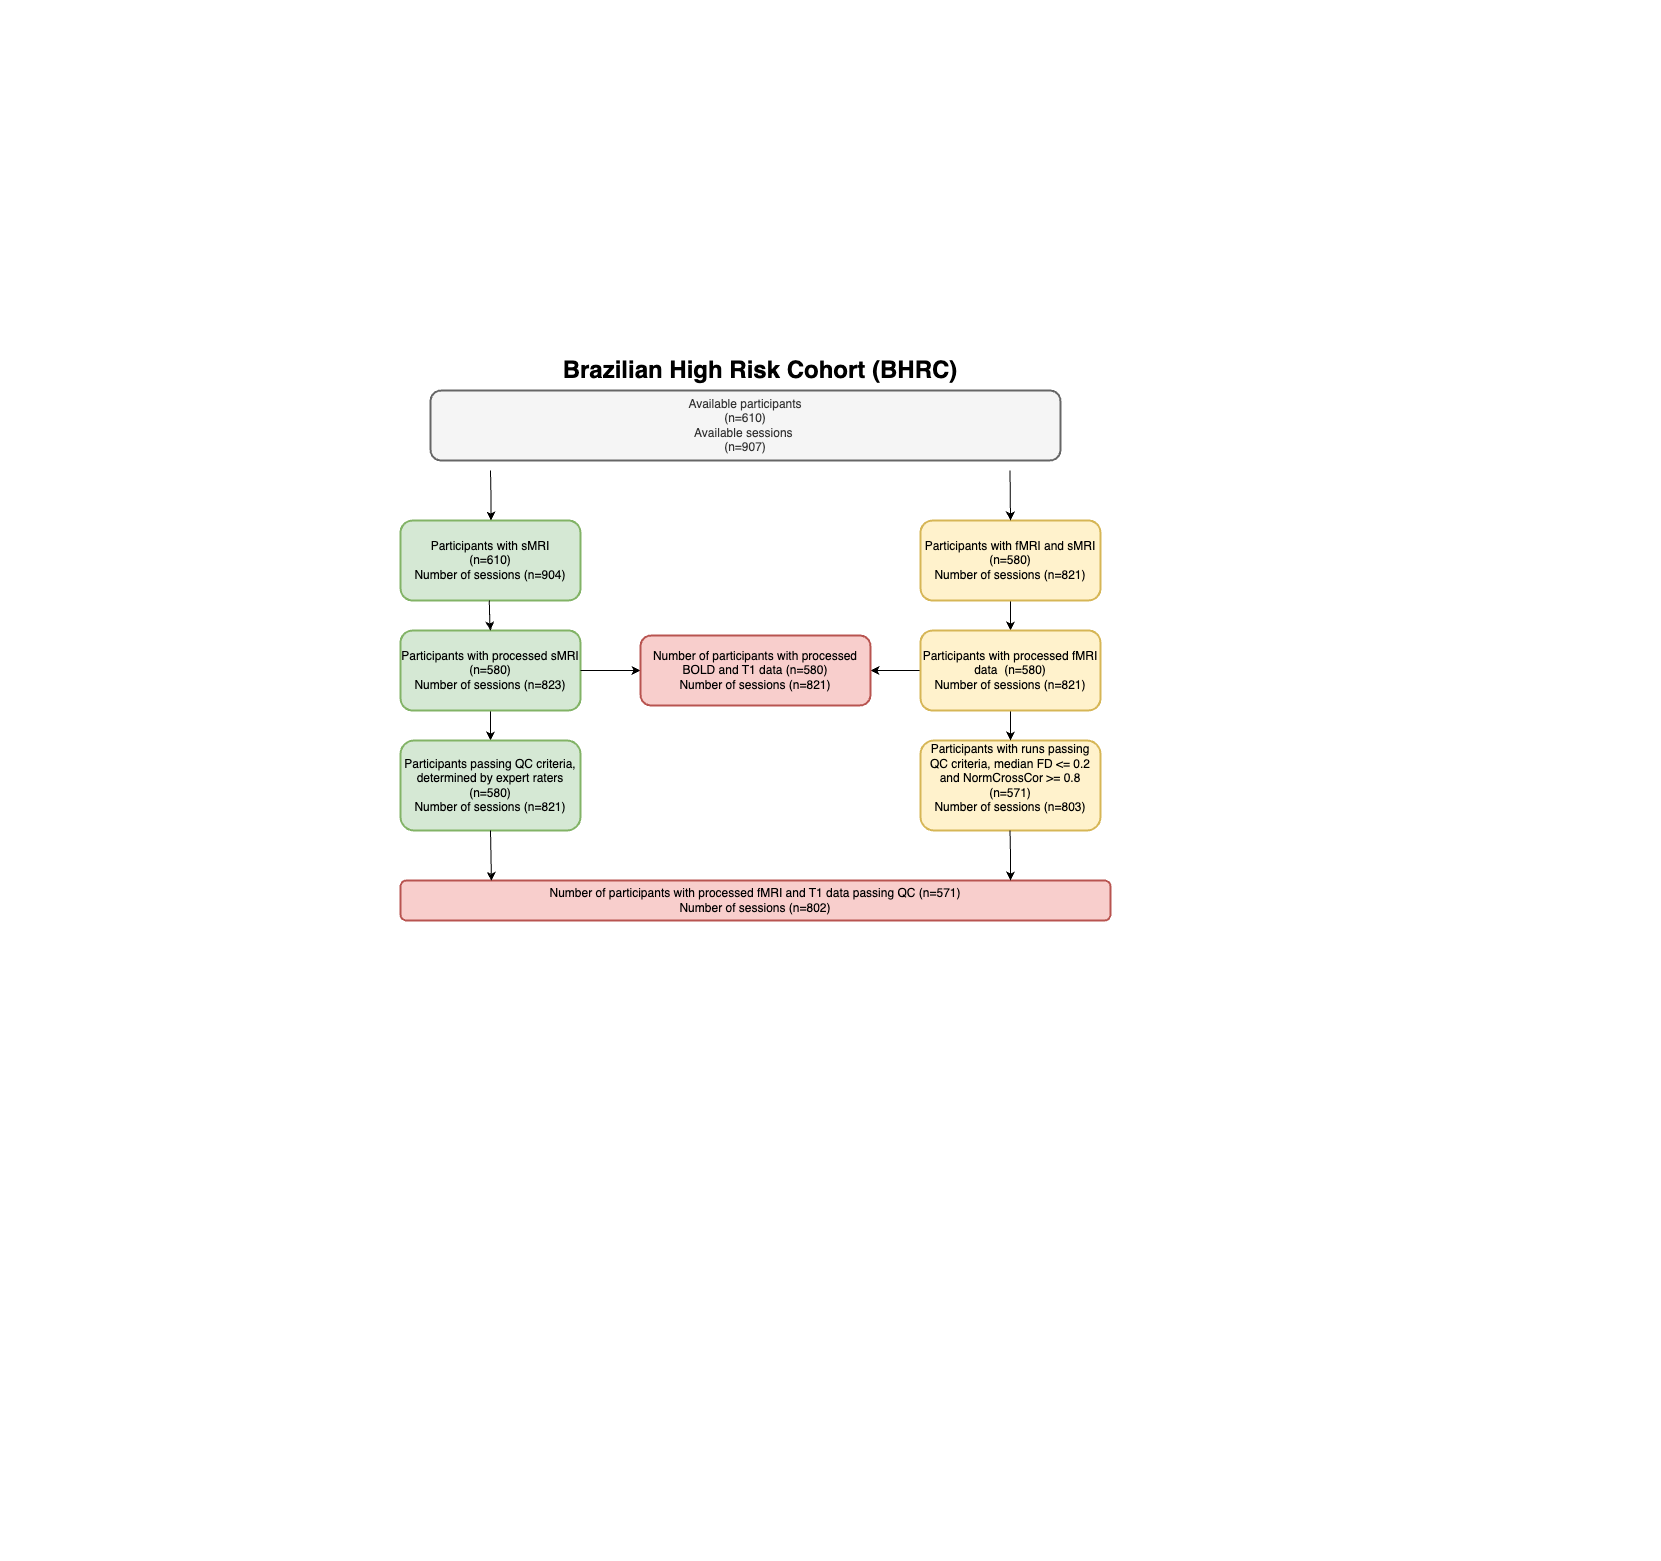 Brazilian High Risk Cohort (BHRC)
Available participants
(n=610)
Available sessions
(n=907)
Participants with sMRI
(n=610)
Number of sessions (n=904)
Participants with fMRI and sMRI
(n=580)
Number of sessions (n=821)
Participants with processed sMRI
(n=580)
Number of sessions (n=823)
Number of participants with processed
BOLD and T1 data (n=580)
Number of sessions (n=821)
Participants with processed fMRI
data (n=580)
Number of sessions (n=821)
Participants passing QC criteria,
determined by expert raters
(n=580)
Number of sessions (n=821)
Participants with runs passing
QC criteria, median FD <= 0.2
and NormCrossCor >= 0.8
(n=571)
Number of sessions (n=803)
Number of participants with processed fMRI and T1 data passing QC (n=571)
Number of sessions (n=802)